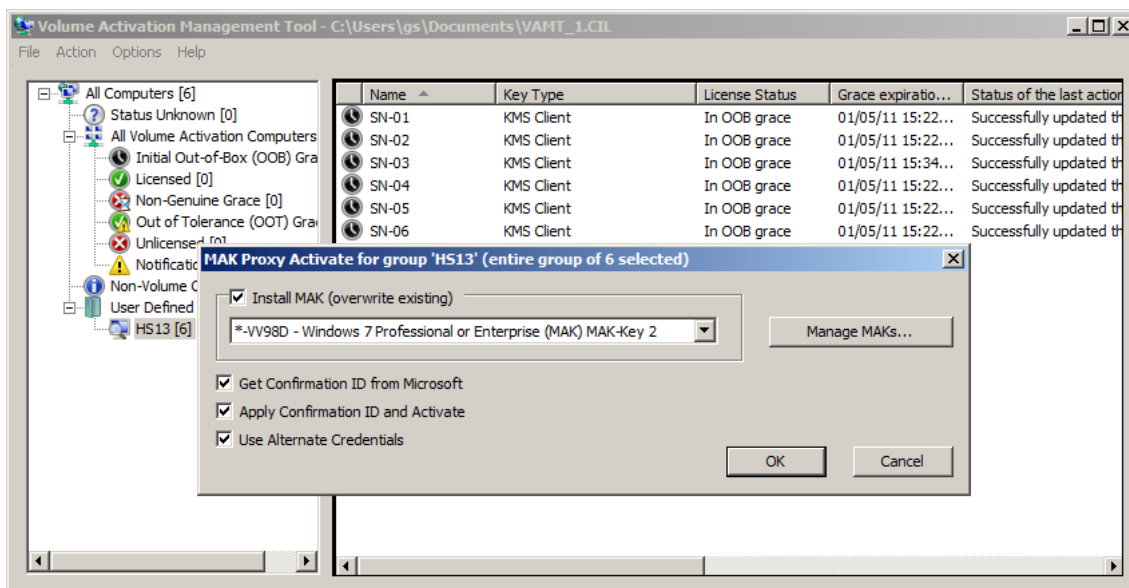 Volume Activation Management Tool - C:\Users\gs\Documents\VAMT_1.CIL
File Action Options Help
All Computers [6]
Status Unknown [0]
All Volume Activation Computers
Initial Out-of-Box (OOB) Gra
Licensed [0]
Non-Genuine Grace [0]
Out of Tolerance (OOT) Gra
Unlicensed [0]
Notificatio
Non-Volume C
User Defined
HS13 [6]
Name Key Type License Status Grace expiratio... Status of the last action
SN-01 KMS Client In OOB grace 01/05/11 15:22... Successfully updated th
SN-02 KMS Client In OOB grace 01/05/11 15:22... Successfully updated th
SN-03 KMS Client In OOB grace 01/05/11 15:34... Successfully updated th
SN-04 KMS Client In OOB grace 01/05/11 15:22... Successfully updated th
SN-05 KMS Client In OOB grace 01/05/11 15:22... Successfully updated th
SN-06 KMS Client In OOB grace 01/05/11 15:22... Successfully updated th
MAK Proxy Activate for group 'HS13' (entire group of 6 selected)
Install MAK (overwrite existing)
*-VV98D - Windows 7 Professional or Enterprise (MAK) MAK-Key 2
Manage MAKs...
Get Confirmation ID from Microsoft
Apply Confirmation ID and Activate
Use Alternate Credentials
OK Cancel